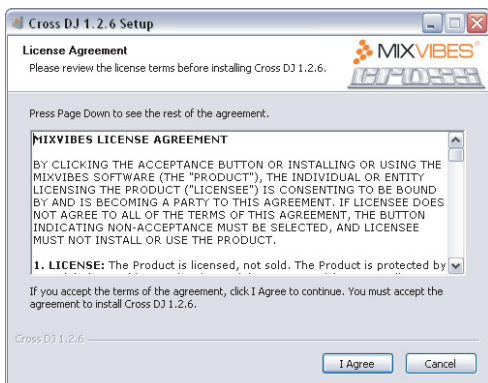 Cross DJ 1.2.6 Setup
License Agreement
Please review the license terms before installing Cross DJ 1.2.6.
MIXVIBES®
CROSS
Press Page Down to see the rest of the agreement.
MIXVIBES LICENSE AGREEMENT
BY CLICKING THE ACCEPTANCE BUTTON OR INSTALLING OR USING THE
MIXVIBES SOFTWARE (THE "PRODUCT"), THE INDIVIDUAL OR ENTITY
LICENSING THE PRODUCT ("LICENSEE") IS CONSENTING TO BE BOUND
BY AND IS BECOMING A PARTY TO THIS AGREEMENT. IF LICENSEE DOES
NOT AGREE TO ALL OF THE TERMS OF THIS AGREEMENT, THE BUTTON
INDICATING NON-ACCEPTANCE MUST BE SELECTED, AND LICENSEE
MUST NOT INSTALL OR USE THE PRODUCT.
1. LICENSE: The Product is licensed, not sold. The Product is protected by
If you accept the terms of the agreement, click I Agree to continue. You must accept the
agreement to install Cross DJ 1.2.6.
Cross DJ 1.2.6
I Agree
Cancel